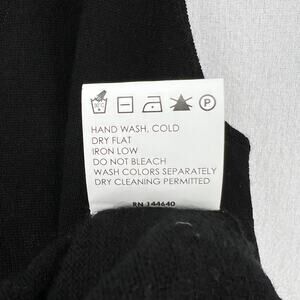 P
HAND WASH, COLD
DRY FLAT
IRON LOW
DO NOT BLEACH
WASH COLORS SEPARATELY
DRY CLEANING PERMITTED
RN 144640